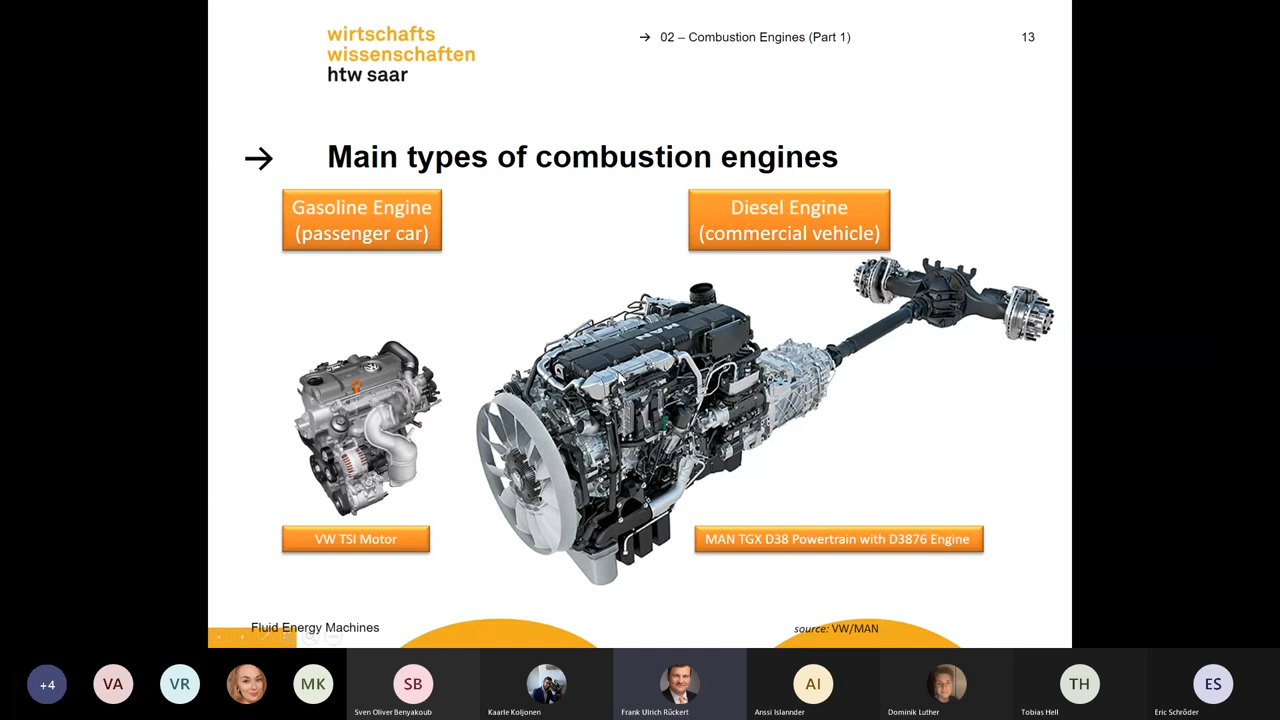 wirtschafts
wissenschaften
htw saar
→ 02 – Combustion Engines (Part 1)
13
→ Main types of combustion engines
Gasoline Engine
(passenger car)
Diesel Engine
(commercial vehicle)
MAN
VW TSI Motor
MAN TGX D38 Powertrain with D3876 Engine
Fluid Energy Machines
source: VW/MAN
+4
VA
VR
MK
SB
Sven Oliver Benyakoub
Kaarle Koljonen
Frank Ulrich Rückert
AI
Anssi Islannder
Dominik Luther
TH
Tobias Hell
ES
Eric Schröder